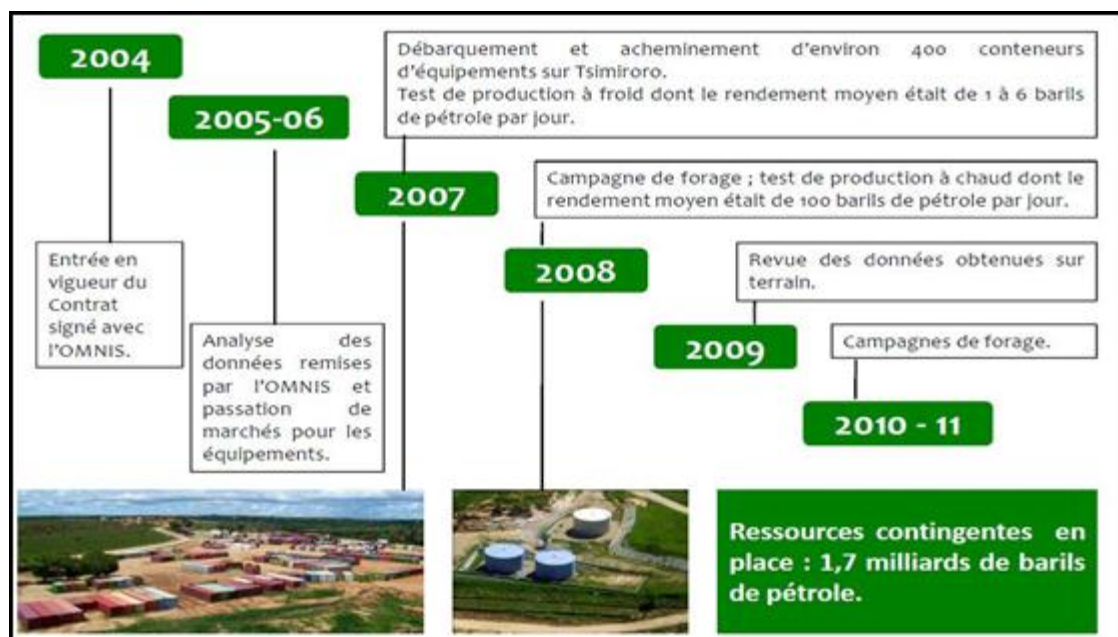 2004
Débarquement et acheminement d'environ 400 conteneurs
d'équipements sur Tsimiroro.
Test de production à froid dont le rendement moyen était de 1 à 6 barils
de pétrole par jour.
2005-06
2007
Campagne de forage ; test de production à chaud dont le
rendement moyen était de 100 barils de pétrole par jour.
Entrée en
vigueur du
Contrat
signé avec
l'OMNIS.
2008
Revue des données obtenues sur
terrain.
Analyse des
données remises
par l'OMNIS et
passation de
marchés pour les
équipements.
2009
Campagnes de forage.
2010 - 11
Ressources contingentes en
place : 1,7 milliards de barils
de pétrole.